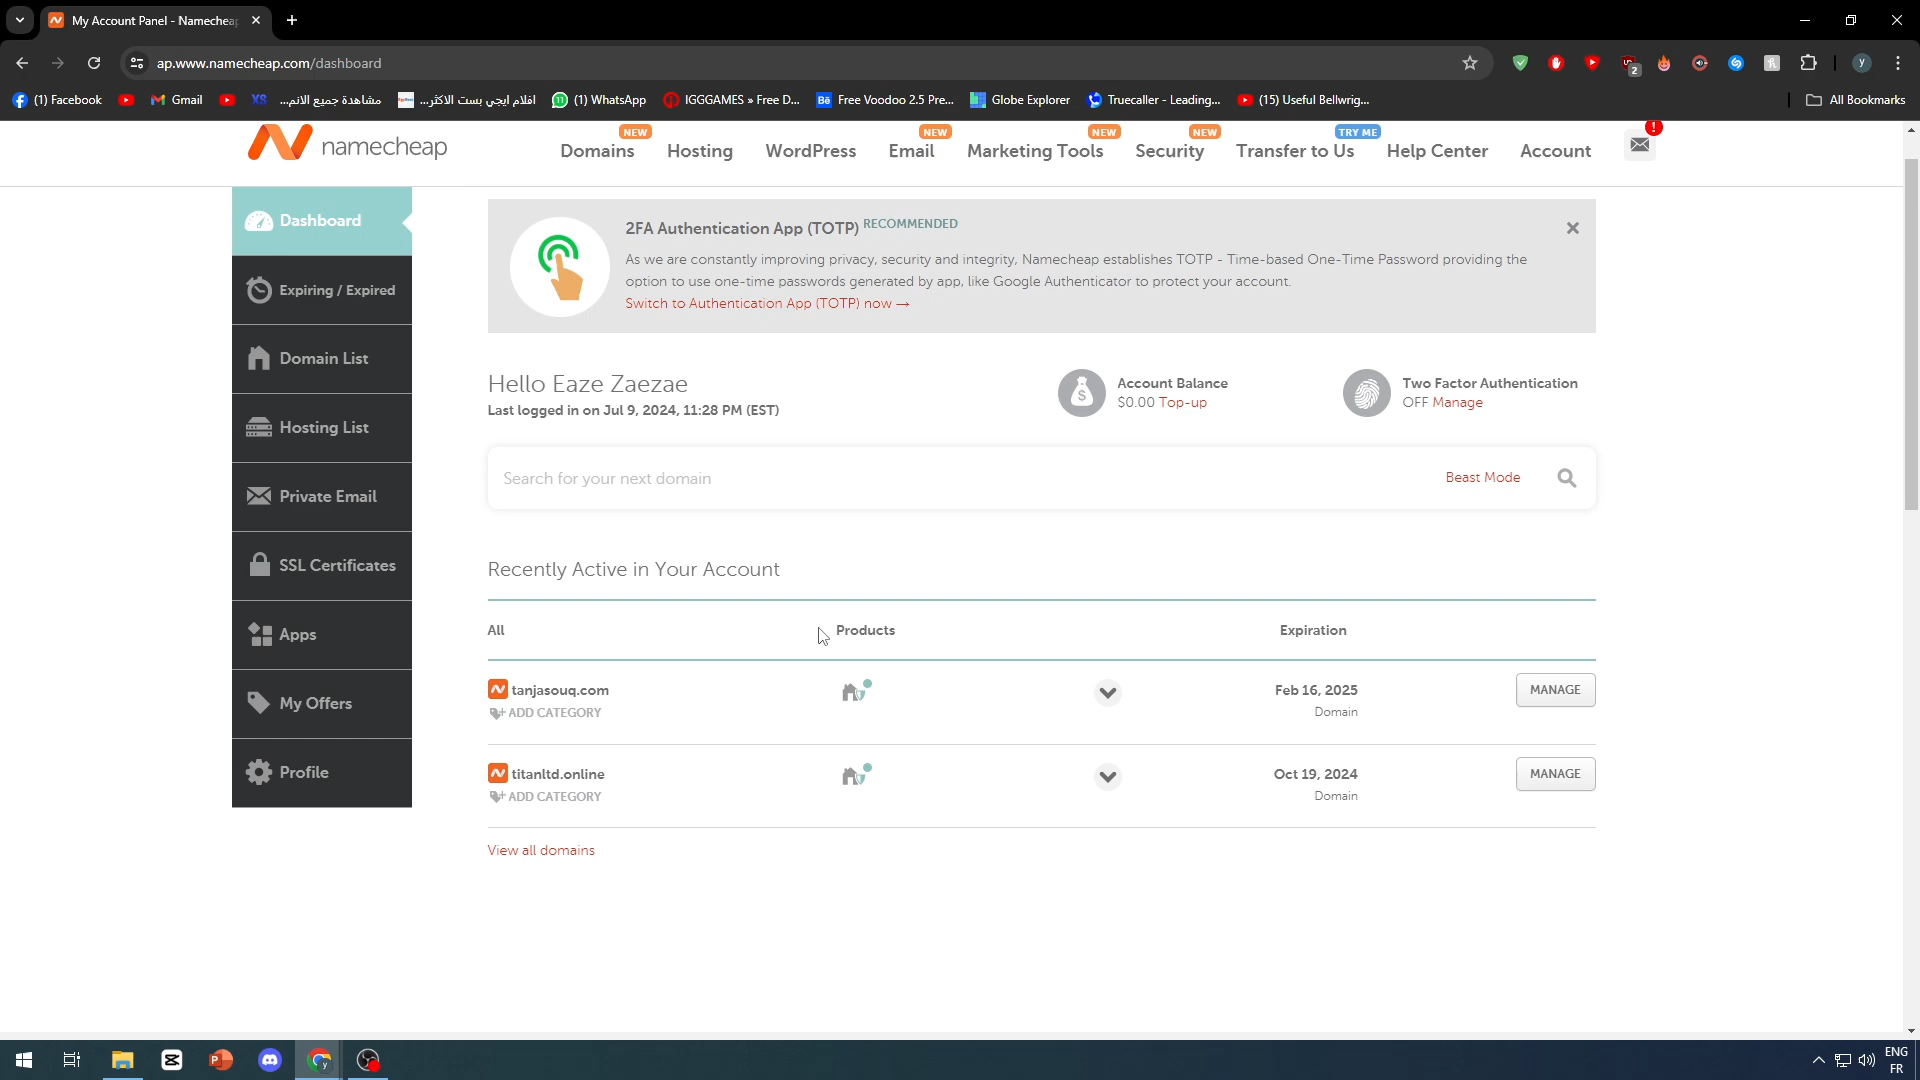 My Account Panel - Namecheap
ap.www.namecheap.com/dashboard
2
(1) Facebook
Gmail
XS
مشاهدة جميع الانم...
افلام ايجي بست الاكثر...
(1) WhatsApp
IGGGAMES » Free D...
Bē Free Voodoo 2.5 Pre...
Globe Explorer
Truecaller - Leading...
(15) Useful Bellwrig...
All Bookmarks
namecheap
NEW
NEW
NEW
NEW
TRY ME
Domains
Hosting
WordPress
Email
Marketing Tools
Security
Transfer to Us
Help Center
Account
!
Dashboard
Expiring / Expired
Domain List
Hosting List
Private Email
SSL Certificates
Apps
My Offers
Profile
2FA Authentication App (TOTP) RECOMMENDED
As we are constantly improving privacy, security and integrity, Namecheap establishes TOTP - Time-based One-Time Password providing the
option to use one-time passwords generated by app, like Google Authenticator to protect your account.
Switch to Authentication App (TOTP) now →
Hello Eaze Zaezae
Last logged in on Jul 9, 2024, 11:28 PM (EST)
Account Balance
$0.00 Top-up
Two Factor Authentication
OFF Manage
Search for your next domain
Beast Mode
Recently Active in Your Account
All
Products
Expiration
tanjasouq.com
ADD CATEGORY
Feb 16, 2025
Domain
MANAGE
titanltd.online
ADD CATEGORY
Oct 19, 2024
Domain
MANAGE
View all domains
ENG
FR